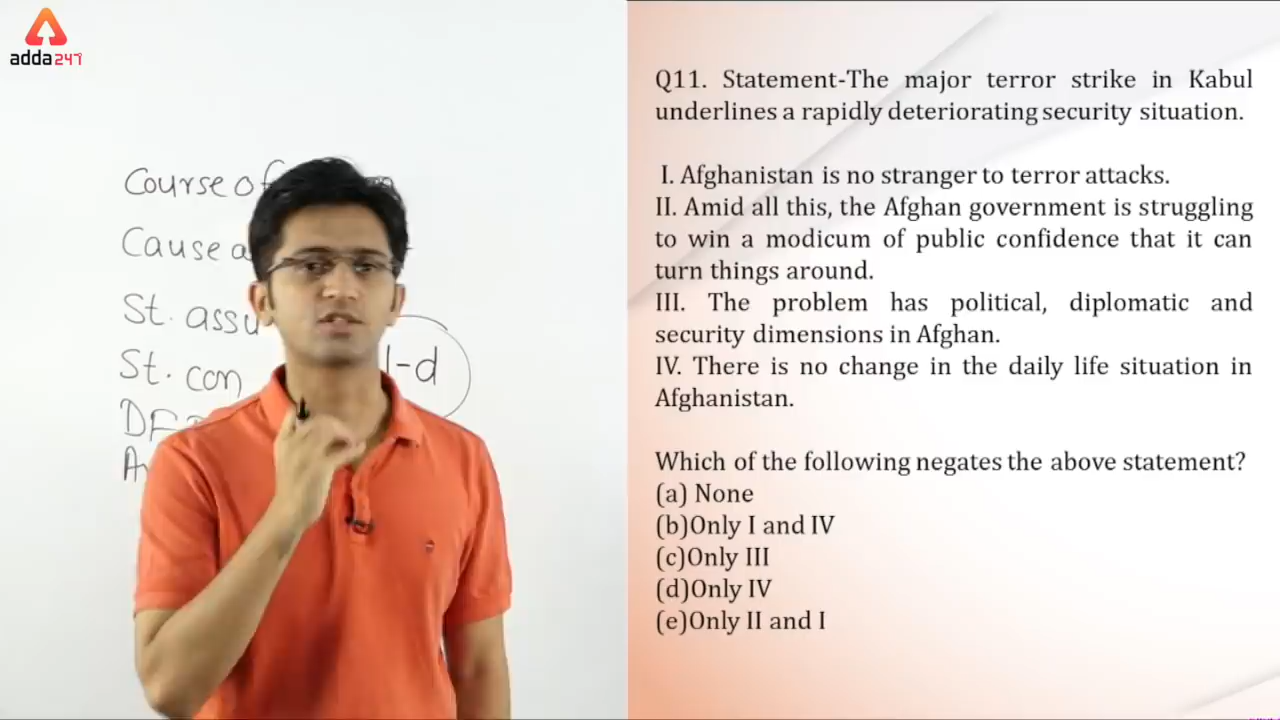 adda247
Course of
Cause a
St. assu
St. con
1-d
DF
Q11. Statement-The major terror strike in Kabul
underlines a rapidly deteriorating security situation.
I. Afghanistan is no stranger to terror attacks.
II. Amid all this, the Afghan government is struggling
to win a modicum of public confidence that it can
turn things around.
III. The problem has political, diplomatic and
security dimensions in Afghan.
IV. There is no change in the daily life situation in
Afghanistan.
Which of the following negates the above statement?
(a) None
(b)Only I and IV
(c)Only III
(d)Only IV
(e)Only II and I